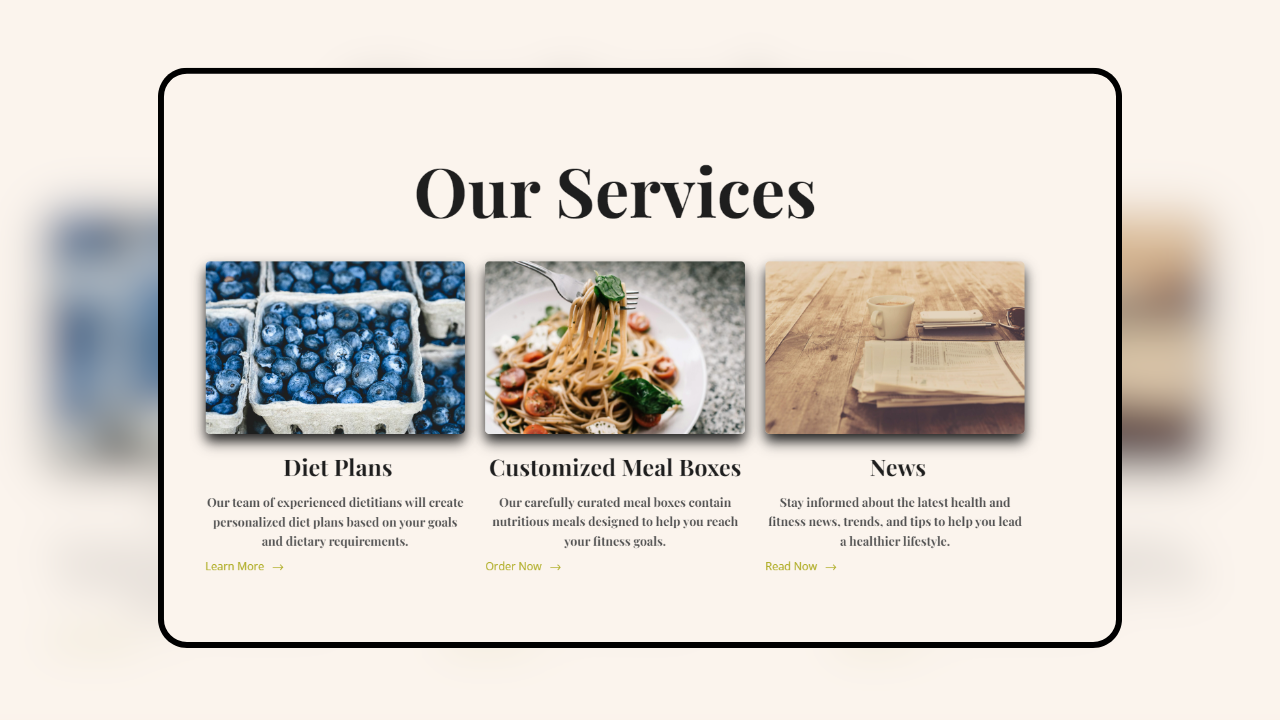 Our Services
Diet Plans
Our team of experienced dietitians will create
personalized diet plans based on your goals
and dietary requirements.
Learn More →
Customized Meal Boxes
Our carefully curated meal boxes contain
nutritious meals designed to help you reach
your fitness goals.
Order Now →
News
Stay informed about the latest health and
fitness news, trends, and tips to help you lead
a healthier lifestyle.
Read Now →